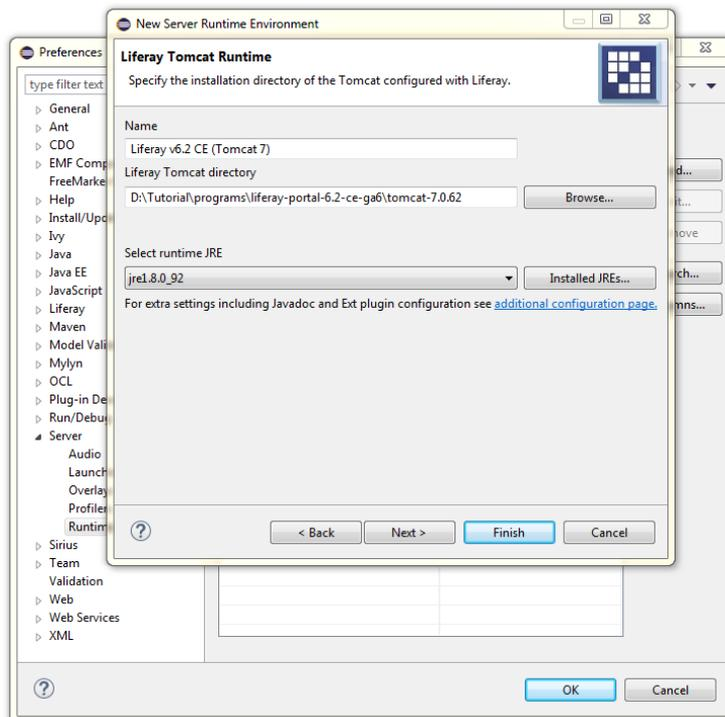 New Server Runtime Environment
Preferences
Liferay Tomcat Runtime
Specify the installation directory of the Tomcat configured with Liferay.
type filter text
General
Ant
CDO
EMF Comp
FreeMarke
Help
Install/Upd
Ivy
Java
Java EE
JavaScript
Liferay
Maven
Model Vali
Mylyn
OCL
Plug-in De
Run/Debug
Server
Audio
Launch
Overlay
Profiler
Runtim
Sirius
Team
Validation
Web
Web Services
XML
Name
Liferay v6.2 CE (Tomcat 7)
Liferay Tomcat directory
D:\Tutorial\programs\liferay-portal-6.2-ce-ga6\tomcat-7.0.62
Browse...
Select runtime JRE
jre1.8.0_92
Installed JREs...
For extra settings including Javadoc and Ext plugin configuration see additional configuration page.
< Back
Next >
Finish
Cancel
d...
it...
nove
rch...
mns...
OK
Cancel